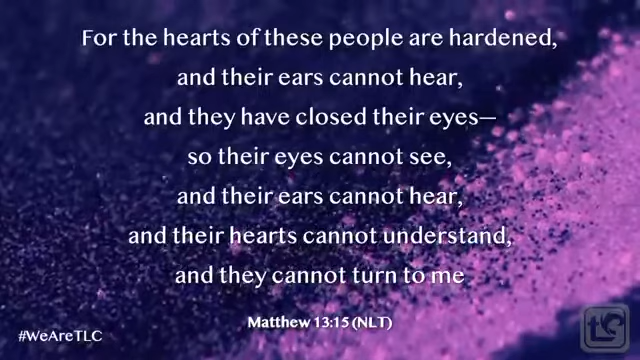 For the hearts of these people are hardened,
and their ears cannot hear,
and they have closed their eyes—
so their eyes cannot see,
and their ears cannot hear,
and their hearts cannot understand,
and they cannot turn to me
Matthew 13:15 (NLT)
#WeAreTLC